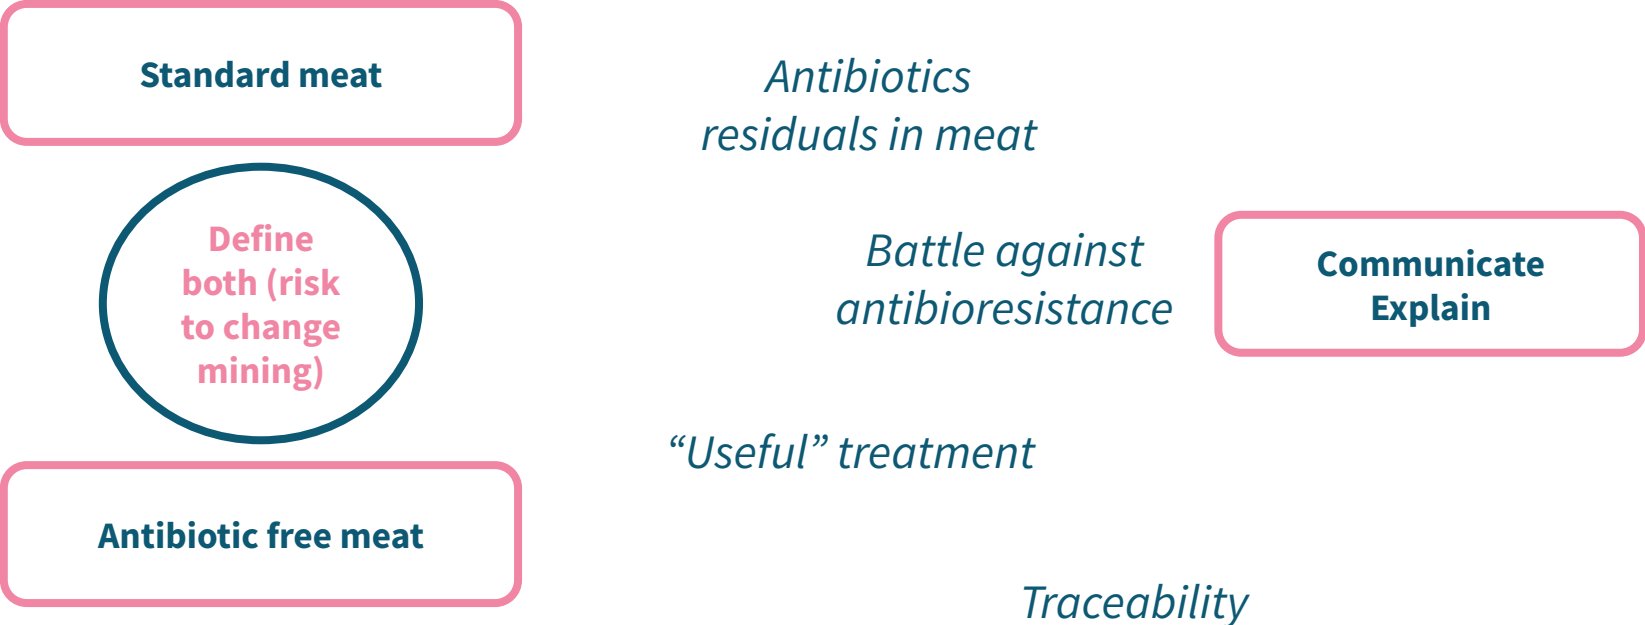 Standard meat
Define
both (risk
to change
mining)
Antibiotic free meat
Antibiotics
residuals in meat
Battle against
antibioresistance
“Useful” treatment
Traceability
Communicate
Explain